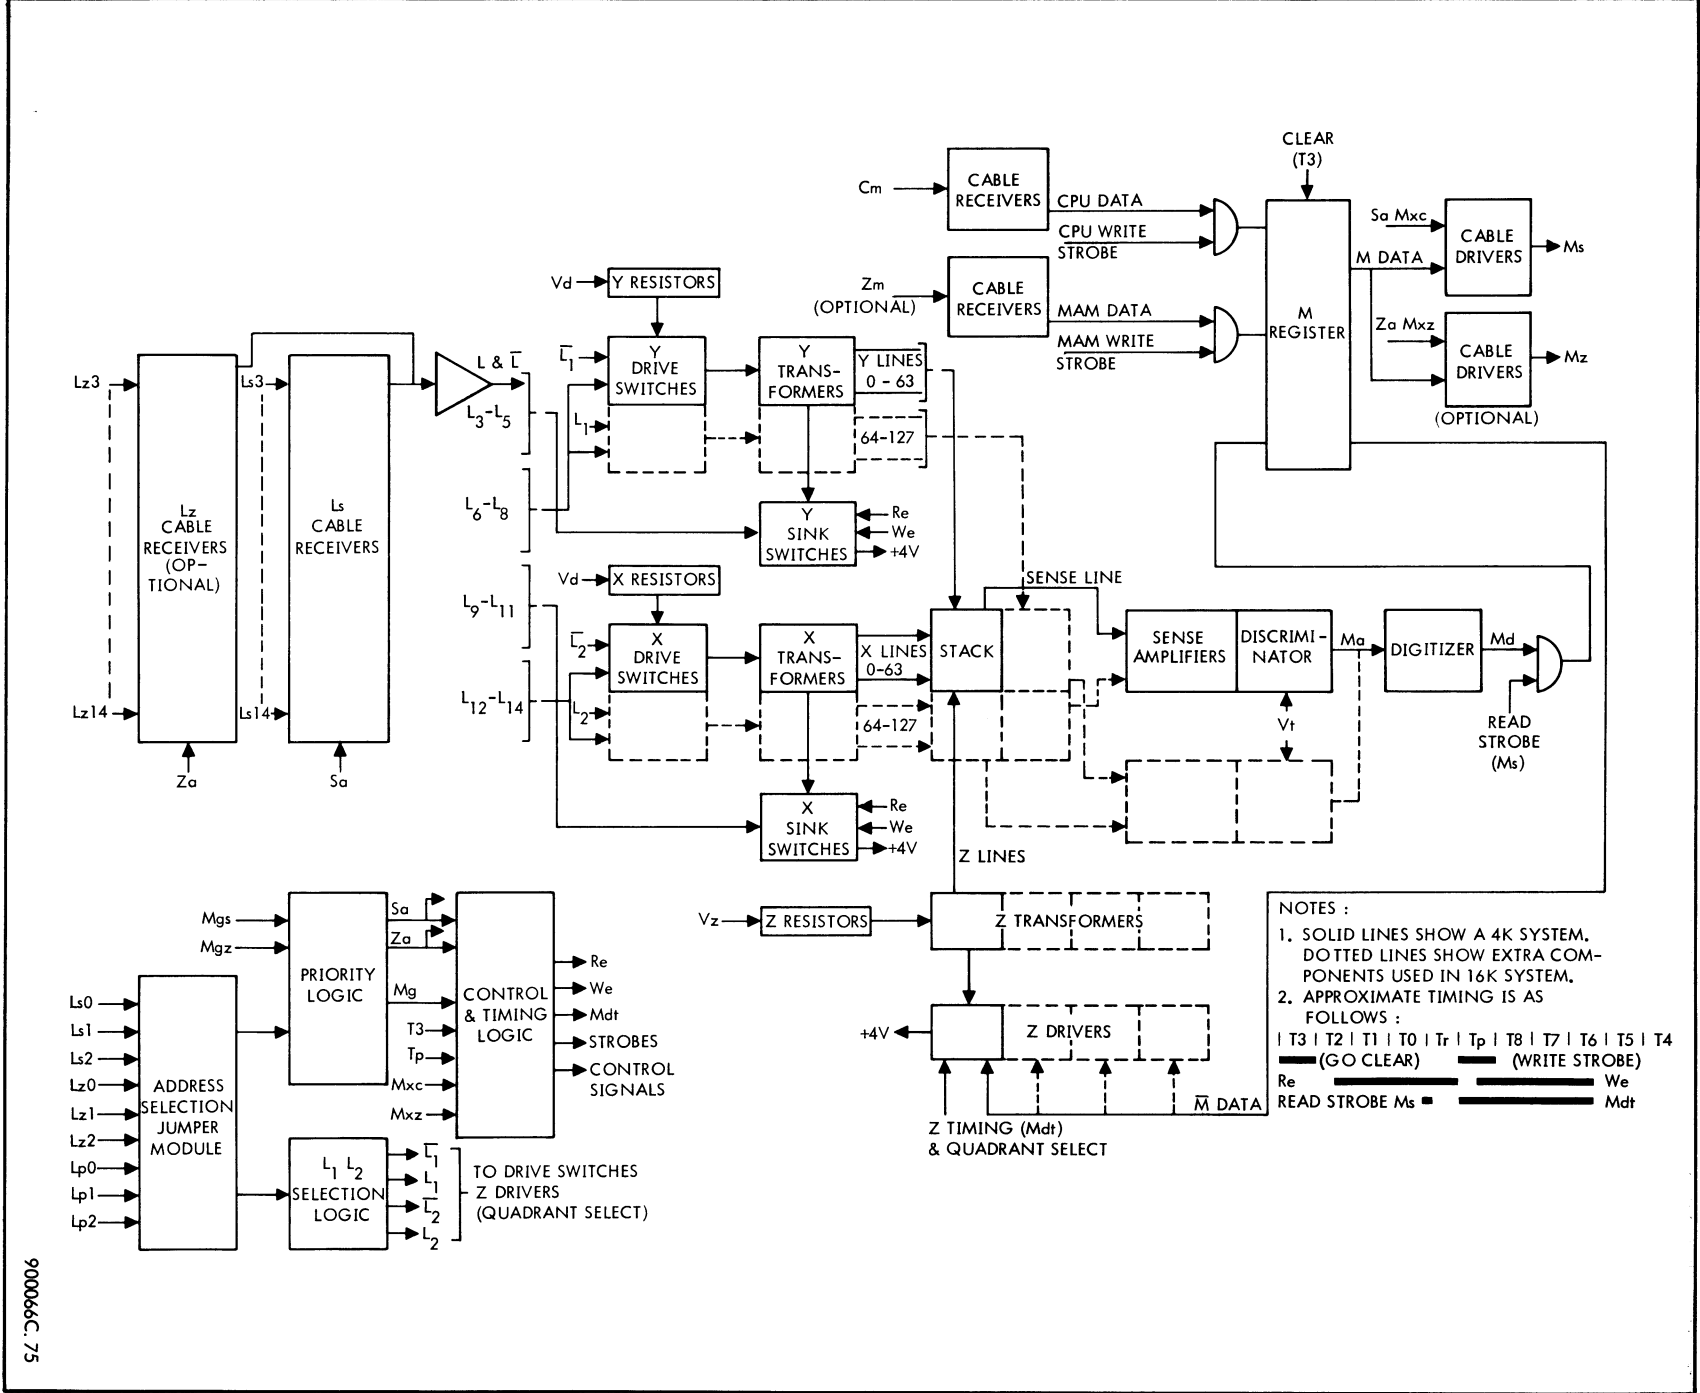 CLEAR
(T3)
Cm
CABLE
RECEIVERS
CPU DATA
CPU WRITE
STROBE
Zm
(OPTIONAL)
CABLE
RECEIVERS
MAM DATA
MAM WRITE
STROBE
M
REGISTER
Sa Mxc
M DATA
CABLE
DRIVERS
Ms
Za Mxz
CABLE
DRIVERS
Mz
(OPTIONAL)
Lz3
Lz14
Lz
CABLE
RECEIVERS
(OP-
TIONAL)
Za
Ls3
Ls14
Ls
CABLE
RECEIVERS
Sa
L & L̅
L3-L5
L6-L8
L9-L11
L12-L14
Vd
Y RESISTORS
L̅1
Y
DRIVE
SWITCHES
L1
Y
TRANS-
FORMERS
Y LINES
0 - 63
64-127
Y
SINK
SWITCHES
Re
We
+4V
Vd
X RESISTORS
L̅2
X
DRIVE
SWITCHES
L2
X
TRANS-
FORMERS
X LINES
0-63
64-127
X
SINK
SWITCHES
Re
We
+4V
STACK
SENSE LINE
SENSE
AMPLIFIERS
DISCRIMI-
NATOR
Vt
Ma
DIGITIZER
Md
READ
STROBE
(Ms)
Z LINES
Vz
Z RESISTORS
Z TRANSFORMERS
+4V
Z DRIVERS
M̅ DATA
Z TIMING (Mdt)
& QUADRANT SELECT
Mgs
Mgz
PRIORITY
LOGIC
Sa
Za
Mg
T3
Tp
Mxc
Mxz
CONTROL
& TIMING
LOGIC
Re
We
Mdt
STROBES
CONTROL
SIGNALS
Ls0
Ls1
Ls2
Lz0
Lz1
Lz2
Lp0
Lp1
Lp2
ADDRESS
SELECTION
JUMPER
MODULE
L1 L2
SELECTION
LOGIC
L̅1
L1
L̅2
L2
TO DRIVE SWITCHES
Z DRIVERS
(QUADRANT SELECT)
NOTES :
1. SOLID LINES SHOW A 4K SYSTEM.
DOTTED LINES SHOW EXTRA COM-
PONENTS USED IN 16K SYSTEM.
2. APPROXIMATE TIMING IS AS
FOLLOWS :
| T3 | T2 | T1 | T0 | Tr | Tp | T8 | T7 | T6 | T5 | T4
(GO CLEAR) (WRITE STROBE)
Re We
READ STROBE Ms Mdt
900066C. 75